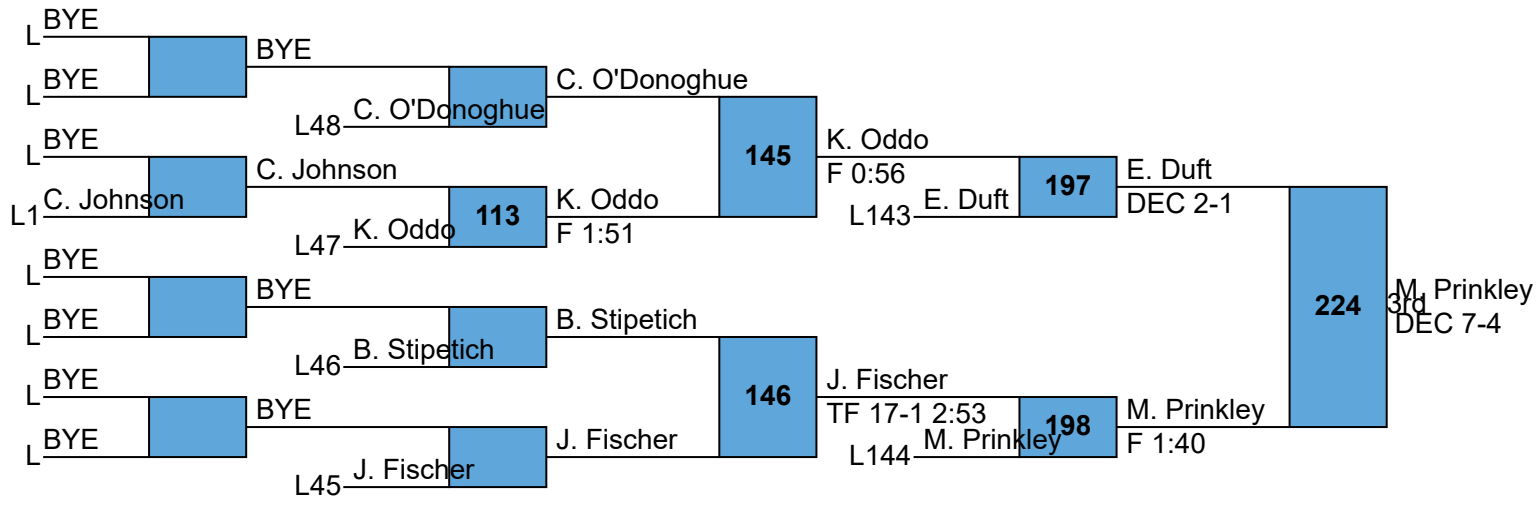 BYE
L
BYE
BYE
L
C. O'Donoghue
C. O'Donoghue
L48
BYE
145
K. Oddo
L
C. Johnson
F 0:56
E. Duft
197
E. Duft
C. Johnson
L1
K. Oddo
L143
DEC 2-1
113
K. Oddo
F 1:51
L47
BYE
L
BYE
M. Prinkley
224
3rd
DEC 7-4
BYE
L
B. Stipetich
B. Stipetich
L46
BYE
146
J. Fischer
L
BYE
TF 17-1 2:53
M. Prinkley
198
M. Prinkley
BYE
L
J. Fischer
L144
F 1:40
J. Fischer
L45